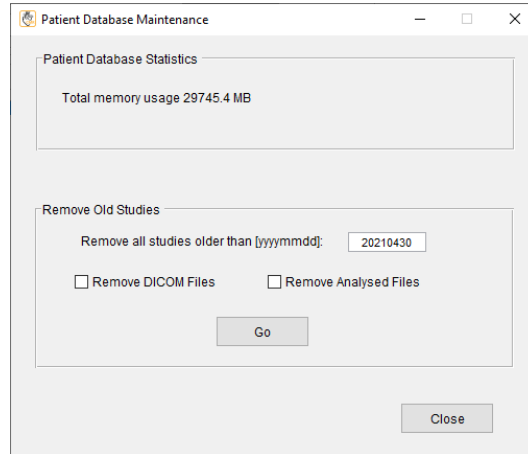 Patient Database Maintenance
Patient Database Statistics
Total memory usage 29745.4 MB
Remove Old Studies
Remove all studies older than [yyyymmdd]: 20210430
Remove DICOM Files Remove Analysed Files
Go
Close